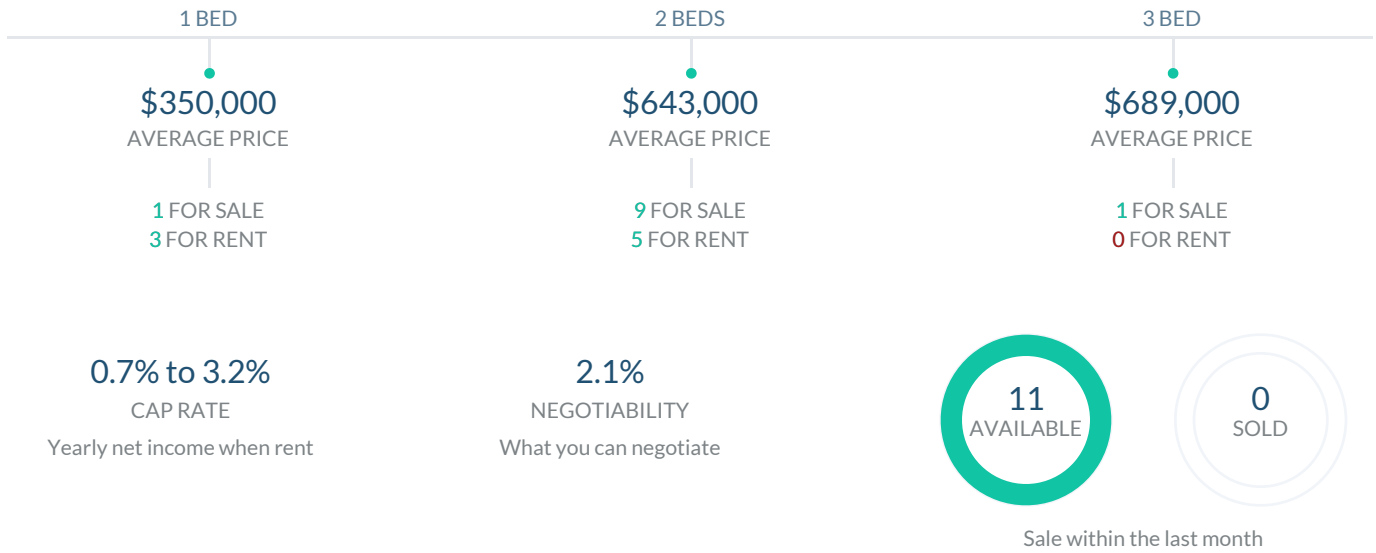 1 BED
$350,000
AVERAGE PRICE
1 FOR SALE
3 FOR RENT
2 BEDS
$643,000
AVERAGE PRICE
9 FOR SALE
5 FOR RENT
3 BED
$689,000
AVERAGE PRICE
1 FOR SALE
0 FOR RENT
0.7% to 3.2%
CAP RATE
Yearly net income when rent
2.1%
NEGOTIABILITY
What you can negotiate
11
AVAILABLE
0
SOLD
Sale within the last month